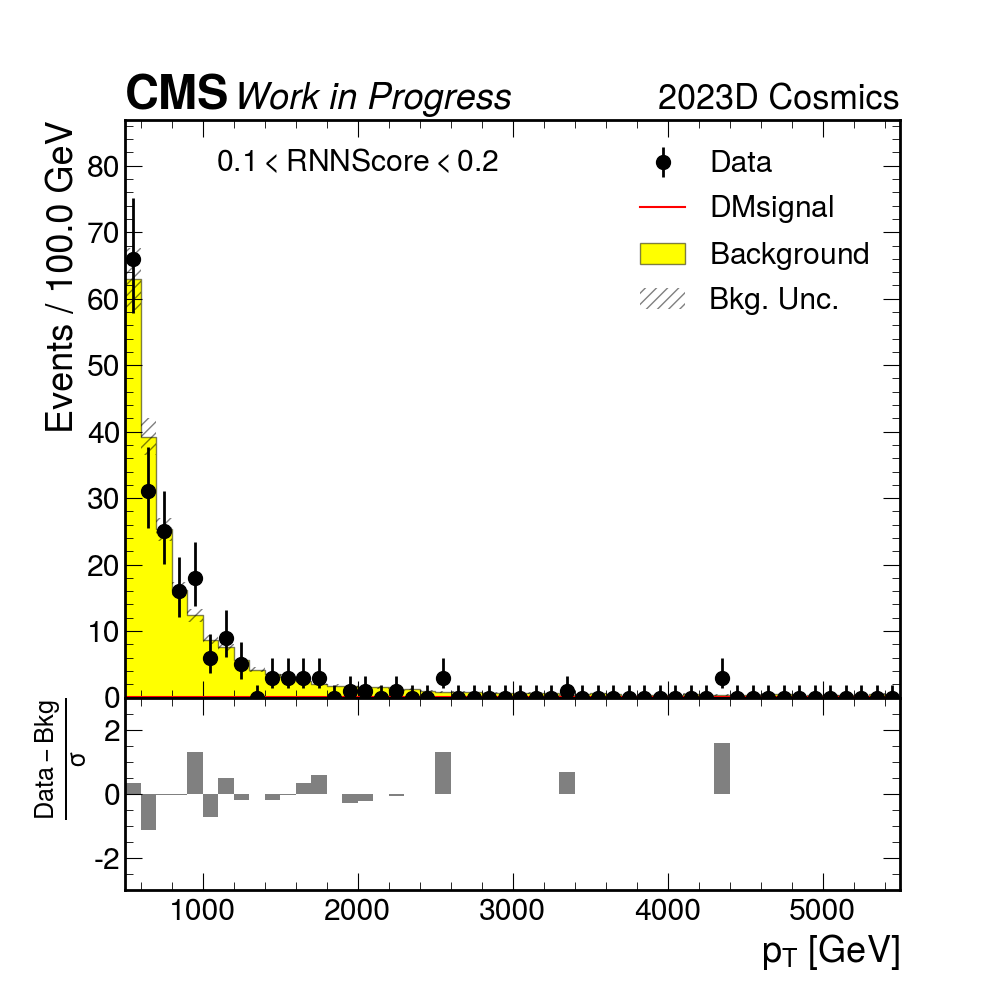 CMS Work in Progress 2023D Cosmics
0.1 < RNNScore < 0.2
Data
DMsignal
Background
Bkg. Unc.
Events / 100.0 GeV
80
70
60
50
40
30
20
10
0
Data − Bkg
σ
2
0
-2
1000 2000 3000 4000 5000
pT [GeV]